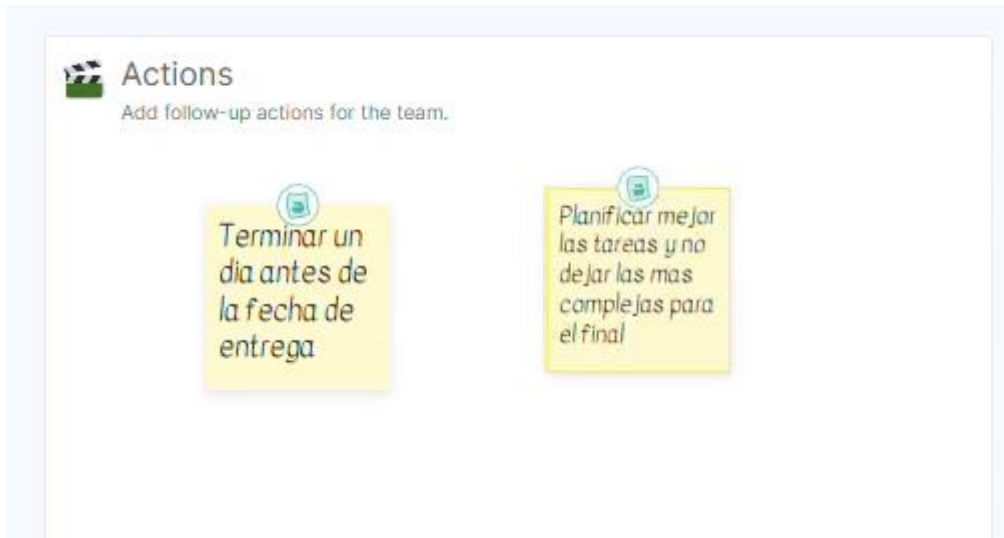 Actions
Add follow-up actions for the team.
Terminar un
dia antes de
la fecha de
entrega
Planificar mejor
las tareas y no
dejar las mas
complejas para
el final